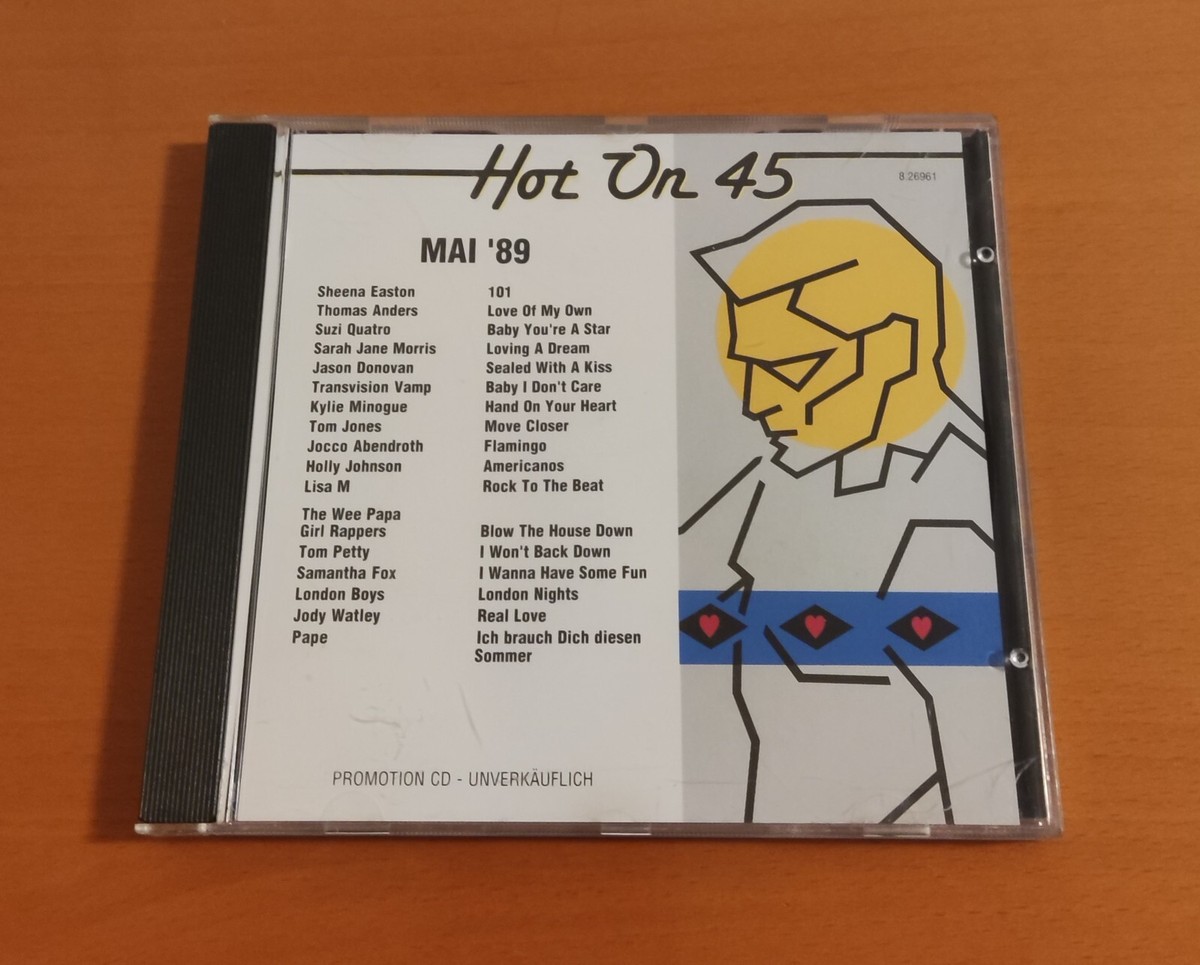 Hot On 45
8.26961
MAI '89
Sheena Easton 101
Thomas Anders Love Of My Own
Suzi Quatro Baby You're A Star
Sarah Jane Morris Loving A Dream
Jason Donovan Sealed With A Kiss
Transvision Vamp Baby I Don't Care
Kylie Minogue Hand On Your Heart
Tom Jones Move Closer
Jocco Abendroth Flamingo
Holly Johnson Americanos
Lisa M Rock To The Beat
The Wee Papa
Girl Rappers Blow The House Down
Tom Petty I Won't Back Down
Samantha Fox I Wanna Have Some Fun
London Boys London Nights
Jody Watley Real Love
Pape Ich brauch Dich diesen
Sommer
PROMOTION CD - UNVERKÄUFLICH